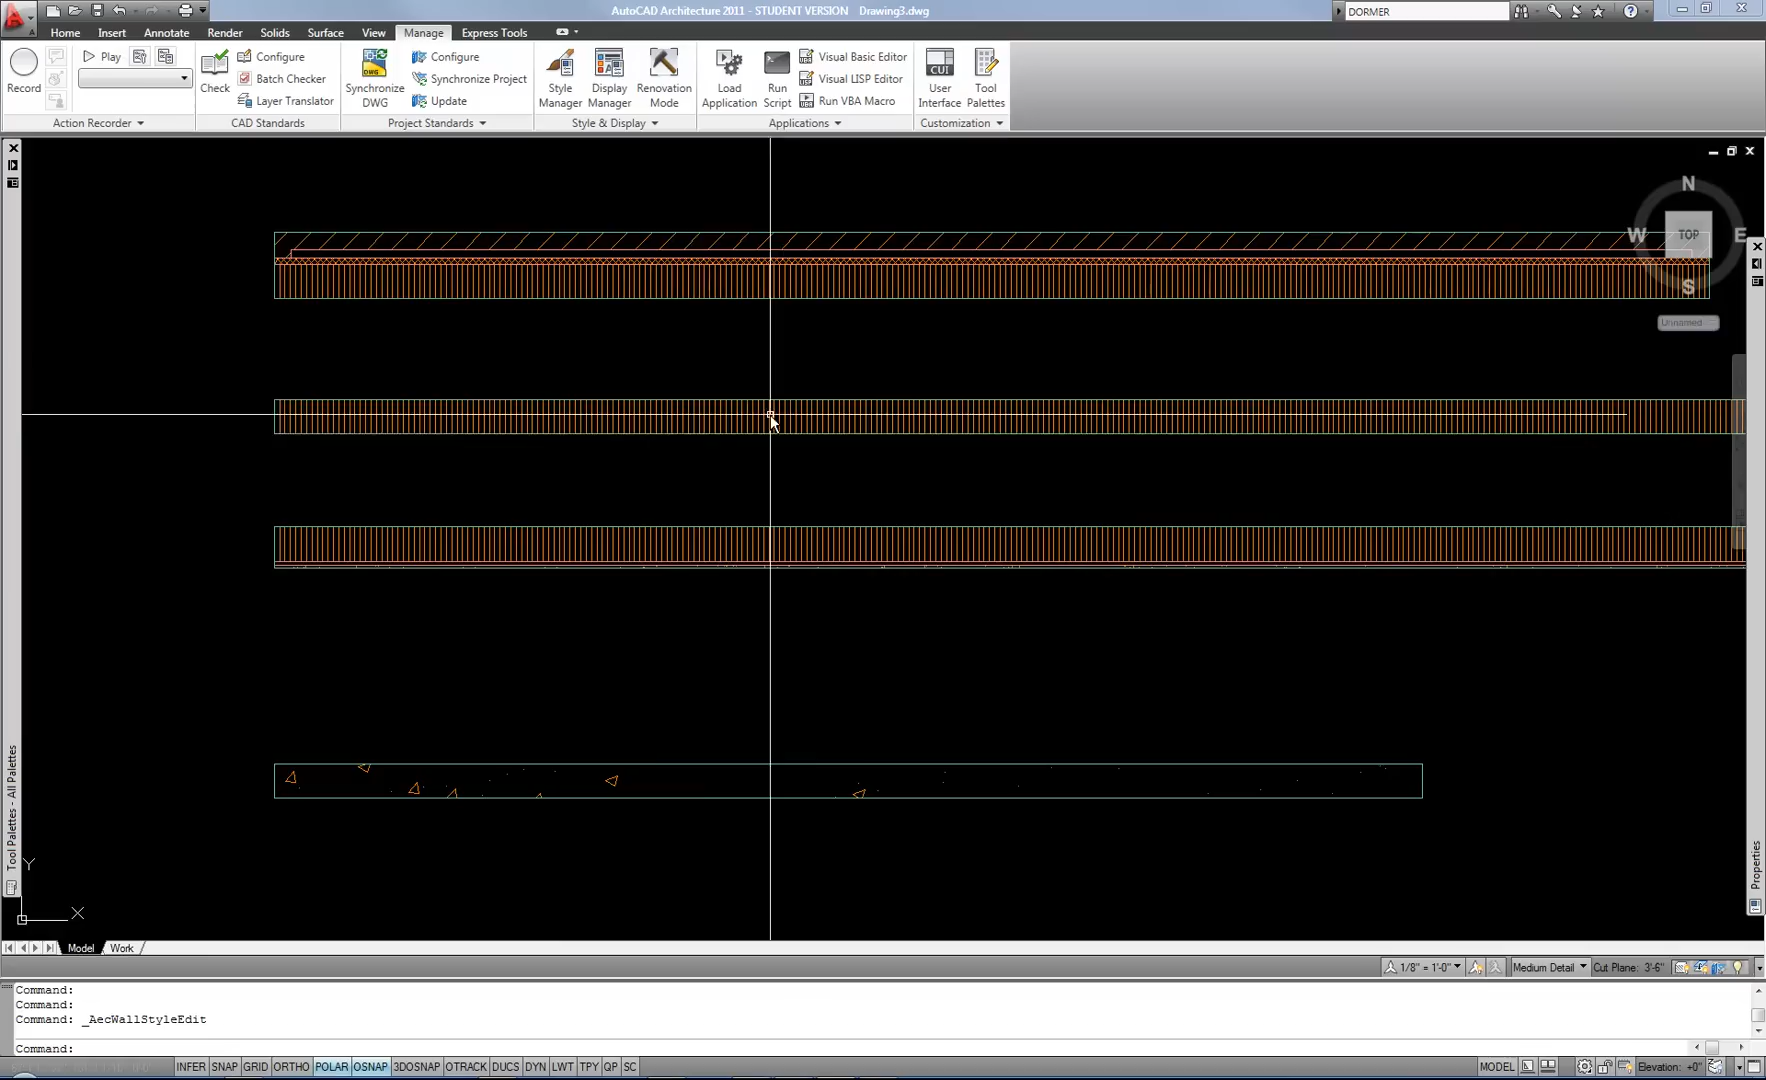 AutoCAD Architecture 2011 - STUDENT VERSION Drawing3.dwg
DORMER
Home Insert Annotate Render Solids Surface View Manage Express Tools
Record
Play
Action Recorder
Check
Configure
Batch Checker
Layer Translator
CAD Standards
Synchronize DWG
Configure
Synchronize Project
Update
Project Standards
Style Manager
Display Manager
Renovation Mode
Style & Display
Load Application
Run Script
Visual Basic Editor
Visual LISP Editor
Run VBA Macro
Applications
User Interface
Tool Palettes
Customization
N
W TOP E
S
Unnamed
Tool Palettes - All Palettes
Properties
Y
X
Model Work
1/8" = 1'-0" Medium Detail Cut Plane: 3'-6"
Command:
Command:
Command: _AecWallStyleEdit
Command:
INFER SNAP GRID ORTHO POLAR OSNAP 3DOSNAP OTRACK DUCS DYN LWT TPY QP SC MODEL Elevation: +0"